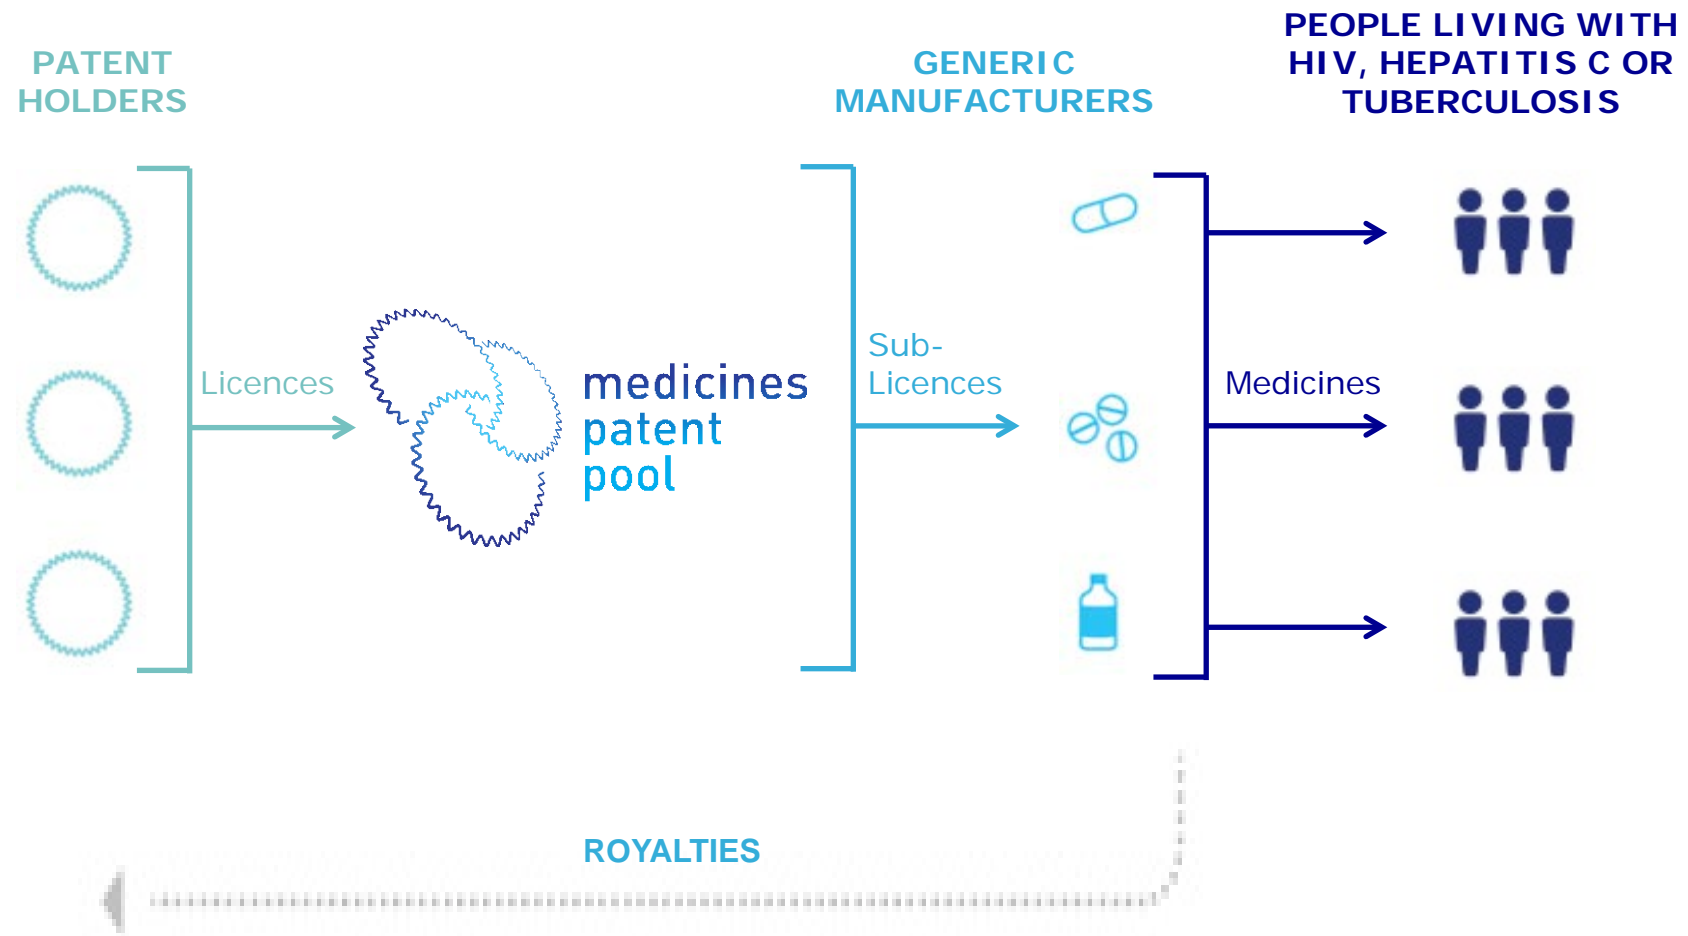 PATENT
HOLDERS
GENERIC
MANUFACTURERS
PEOPLE LIVING WITH
HIV, HEPATITIS C OR
TUBERCULOSIS
Licences
medicines
patent
pool
Sub-
Licences
Medicines
ROYALTIES